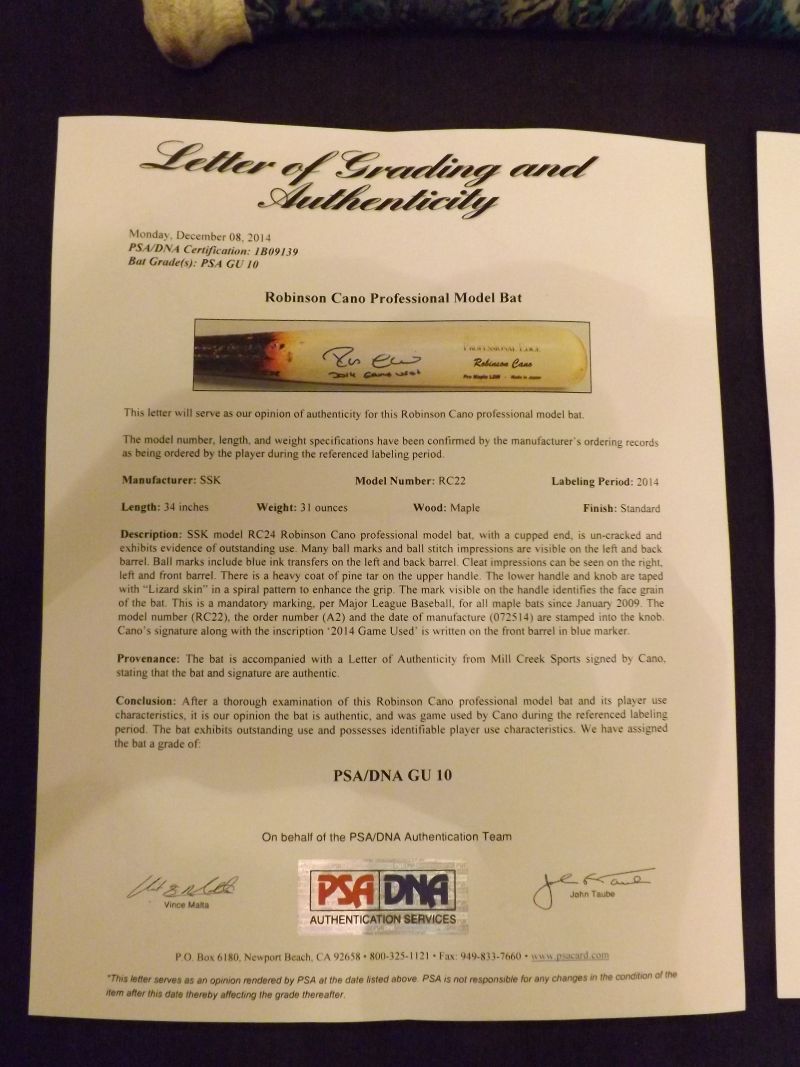 Letter of Grading and
Authenticity
Monday, December 08, 2014
PSA/DNA Certification: 1B09139
Bat Grade(s): PSA GU 10
Robinson Cano Professional Model Bat
2014 Game Used
PROFESSIONAL EDGE
Robinson Cano
Pro Maple LDW - Made in Japan
This letter will serve as our opinion of authenticity for this Robinson Cano professional model bat.
The model number, length, and weight specifications have been confirmed by the manufacturer's ordering records
as being ordered by the player during the referenced labeling period.
Manufacturer: SSK Model Number: RC22 Labeling Period: 2014
Length: 34 inches Weight: 31 ounces Wood: Maple Finish: Standard
Description: SSK model RC24 Robinson Cano professional model bat, with a cupped end, is un-cracked and
exhibits evidence of outstanding use. Many ball marks and ball stitch impressions are visible on the left and back
barrel. Ball marks include blue ink transfers on the left and back barrel. Cleat impressions can be seen on the right,
left and front barrel. There is a heavy coat of pine tar on the upper handle. The lower handle and knob are taped
with "Lizard skin" in a spiral pattern to enhance the grip. The mark visible on the handle identifies the face grain
of the bat. This is a mandatory marking, per Major League Baseball, for all maple bats since January 2009. The
model number (RC22), the order number (A2) and the date of manufacture (072514) are stamped into the knob.
Cano's signature along with the inscription '2014 Game Used' is written on the front barrel in blue marker.
Provenance: The bat is accompanied with a Letter of Authenticity from Mill Creek Sports signed by Cano,
stating that the bat and signature are authentic.
Conclusion: After a thorough examination of this Robinson Cano professional model bat and its player use
characteristics, it is our opinion the bat is authentic, and was game used by Cano during the referenced labeling
period. The bat exhibits outstanding use and possesses identifiable player use characteristics. We have assigned
the bat a grade of:
PSA/DNA GU 10
On behalf of the PSA/DNA Authentication Team
Vince Malta
PSA DNA
AUTHENTICATION SERVICES
John Taube
P.O. Box 6180, Newport Beach, CA 92658 • 800-325-1121 • Fax: 949-833-7660 • www.psacard.com
"This letter serves as an opinion rendered by PSA at the date listed above. PSA is not responsible for any changes in the condition of the
item after this date thereby affecting the grade thereafter.